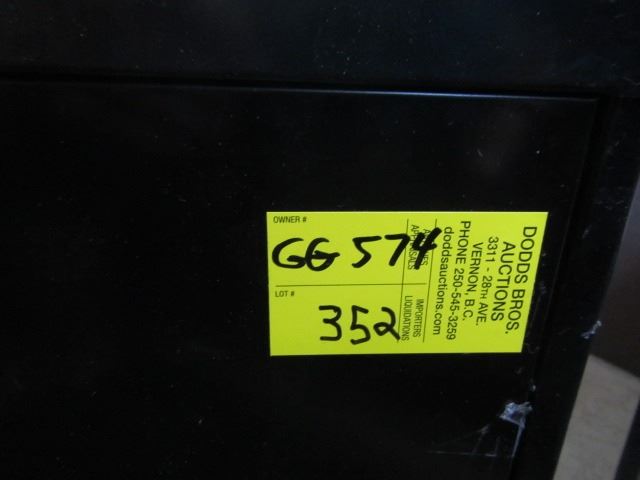 OWNER #
GG 574
LOT #
352
DODDS BROS.
AUCTIONS
3311 - 28TH AVE.
VERNON, B.C.
PHONE 250-545-3259
doddsauctions.com
IMPORTERS
LIQUIDATIONS